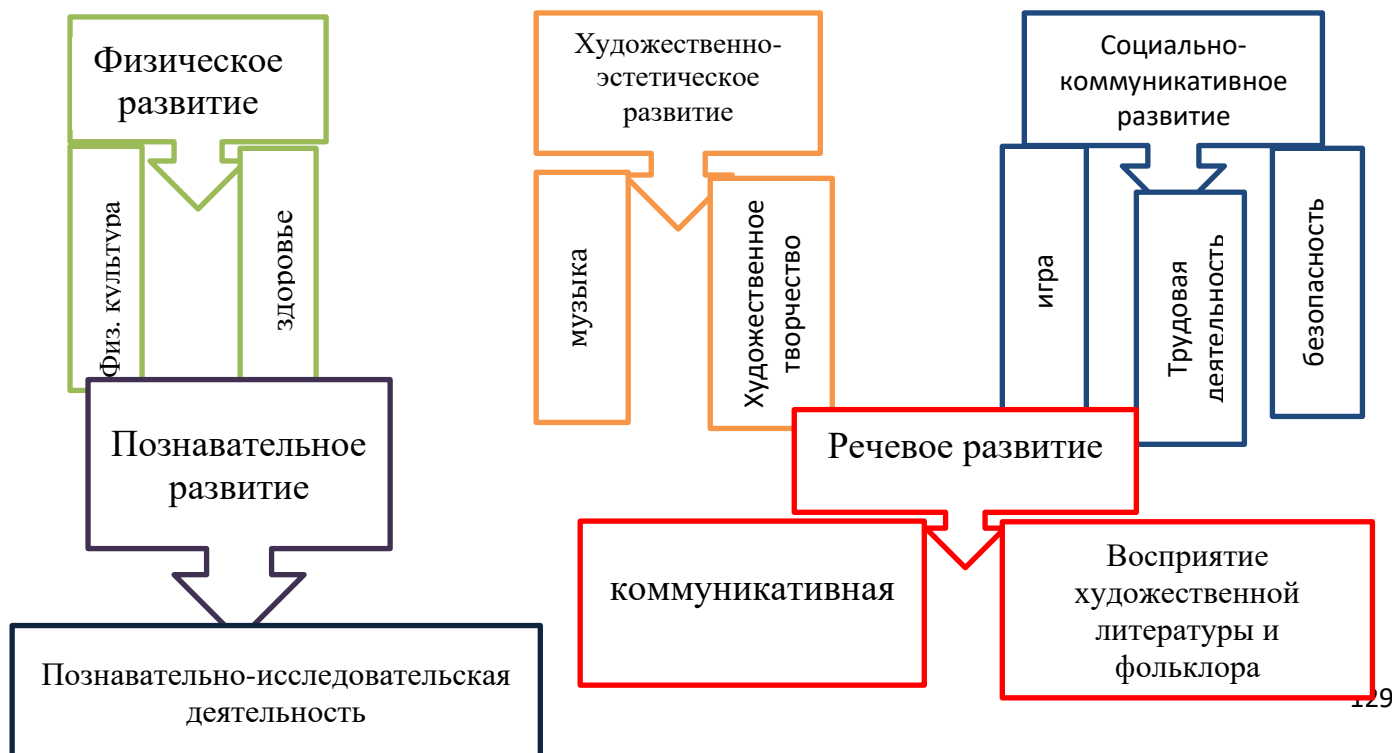 Физическое
развитие
Художественно-
эстетическое
развитие
Социально-
коммуникативное
развитие
Физ. культура
здоровье
музыка
Художественное
творчество
игра
Трудовая
деятельность
безопасность
Познавательное
развитие
Речевое развитие
Познавательно-исследовательская
деятельность
коммуникативная
Восприятие
художественной
литературы и
фольклора
129